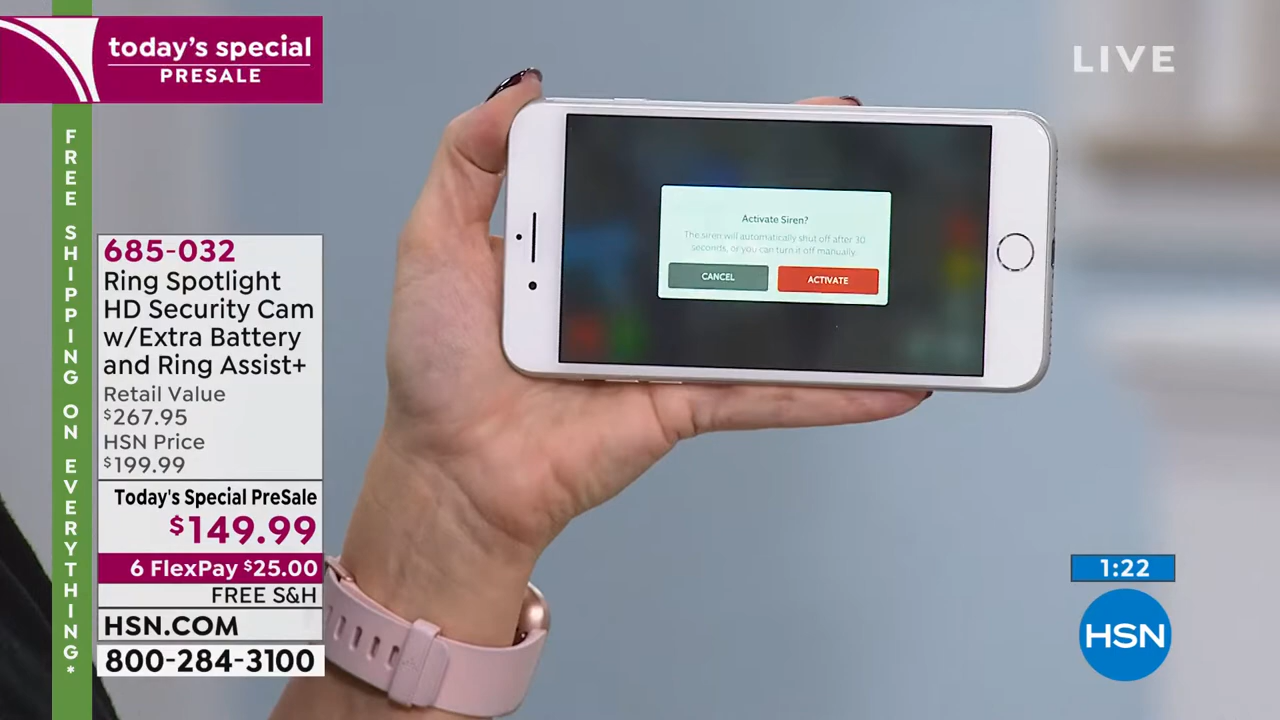 today's special
PRESALE
LIVE
FREE SHIPPING ON EVERYTHING*
685-032
Ring Spotlight
HD Security Cam
w/Extra Battery
and Ring Assist+
Retail Value
$267.95
HSN Price
$199.99
Today's Special PreSale
$149.99
6 FlexPay $25.00
FREE S&H
HSN.COM
800-284-3100
Activate Siren?
The siren will automatically shut off after 30
seconds, or you can turn it off manually.
CANCEL
ACTIVATE
1:22
HSN